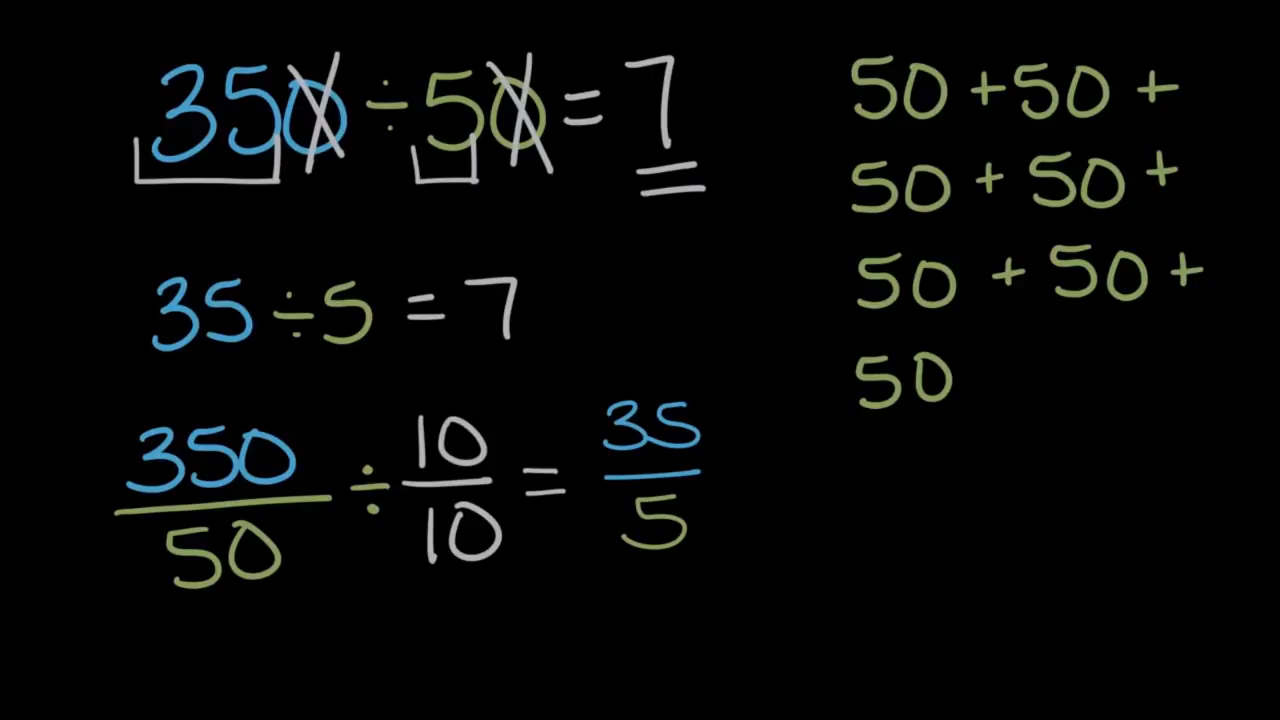 350 ÷ 50 = 7
35 ÷ 5 = 7
350/50 ÷ 10/10 = 35/5
50 + 50 +
50 + 50 +
50 + 50 +
50